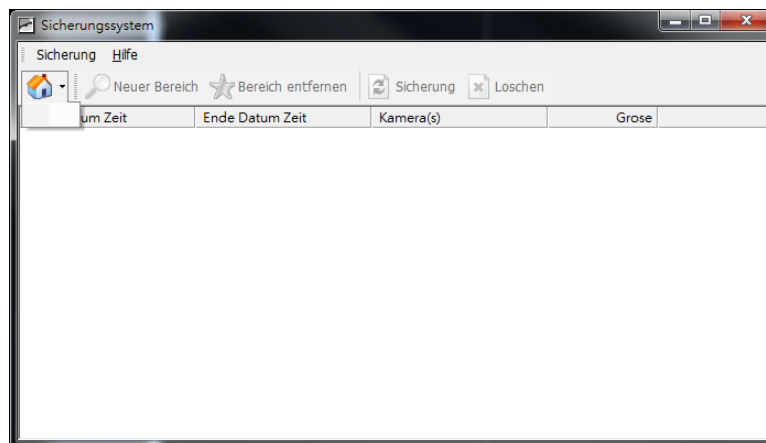 Sicherungssystem
Sicherung Hilfe
Neuer Bereich Bereich entfernen Sicherung Loschen
um Zeit Ende Datum Zeit Kamera(s) Grose